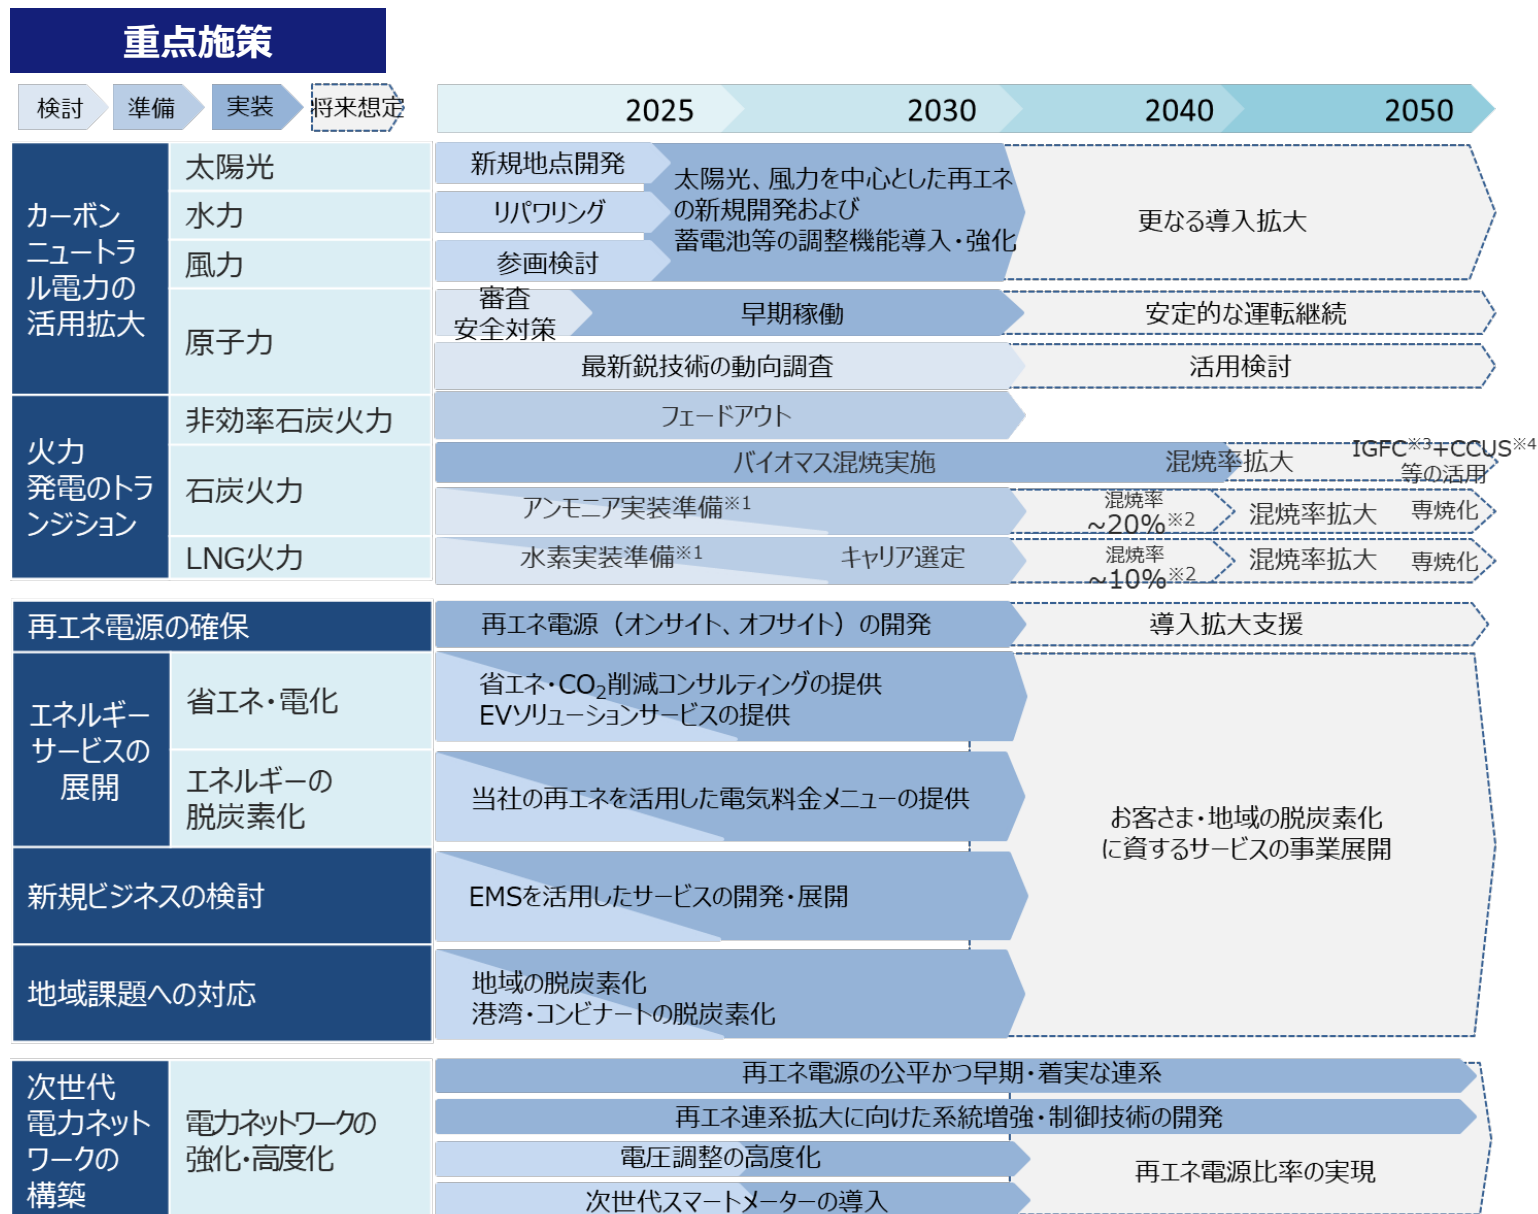 重点施策
検討
準備
実装
将来想定
2025
2030
2040
2050
カーボン
ニュートラ
ル電力の
活用拡大
太陽光
水力
風力
原子力
新規地点開発
リパワリング
参画検討
太陽光、風力を中心とした再エネ
の新規開発および
蓄電池等の調整機能導入・強化
更なる導入拡大
審査
安全対策
早期稼働
安定的な運転継続
最新鋭技術の動向調査
活用検討
火力
発電のトラ
ンジション
非効率石炭火力
石炭火力
LNG火力
フェードアウト
バイオマス混焼実施
混焼率拡大
IGFC※3+CCUS※4
等の活用
アンモニア実装準備※1
混焼率
~20%※2
混焼率拡大
専焼化
水素実装準備※1
キャリア選定
混焼率
~10%※2
混焼率拡大
専焼化
再エネ電源の確保
再エネ電源（オンサイト、オフサイト）の開発
導入拡大支援
エネルギー
サービスの
展開
省エネ・電化
省エネ・CO₂削減コンサルティングの提供
EVソリューションサービスの提供
エネルギーの
脱炭素化
当社の再エネを活用した電気料金メニューの提供
お客さま・地域の脱炭素化
に資するサービスの事業展開
新規ビジネスの検討
EMSを活用したサービスの開発・展開
地域課題への対応
地域の脱炭素化
港湾・コンビナートの脱炭素化
次世代
電力ネット
ワークの
構築
電力ネットワークの
強化・高度化
再エネ電源の公平かつ早期・着実な連系
再エネ連系拡大に向けた系統増強・制御技術の開発
電圧調整の高度化
次世代スマートメーターの導入
再エネ電源比率の実現